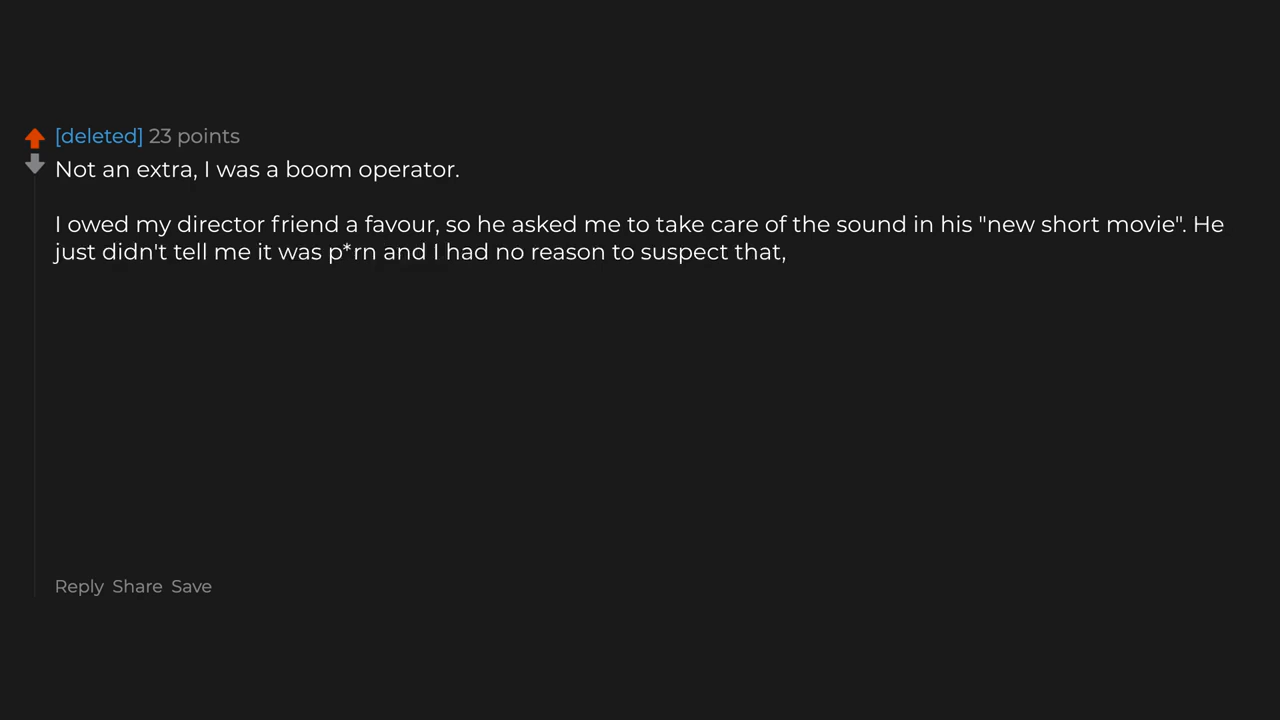 [deleted] 23 points
Not an extra, I was a boom operator.
I owed my director friend a favour, so he asked me to take care of the sound in his "new short movie". He
just didn't tell me it was p*rn and I had no reason to suspect that,
Reply Share Save